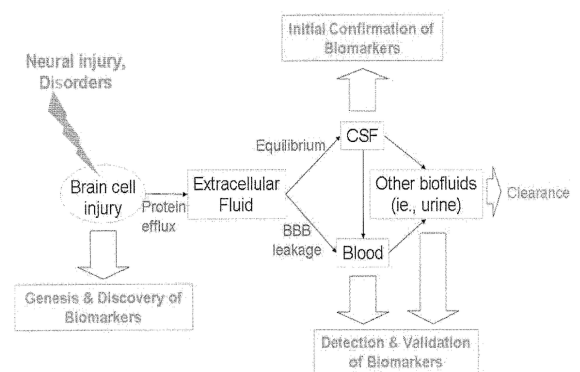 Initial Confirmation of
Biomarkers
Neural injury,
Disorders
Equilibrium
CSF
Brain cell
injury
Protein
efflux
Extracellular
Fluid
Other biofluids
(ie., urine)
Clearance
BBB
leakage
Blood
Genesis & Discovery of
Biomarkers
Detection & Validation
of Biomarkers